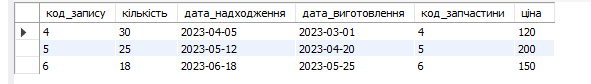 код_запису кількість дата_надходження дата_виготовлення код_запчастини ціна
4 30 2023-04-05 2023-03-01 4 120
5 25 2023-05-12 2023-04-20 5 200
6 18 2023-06-18 2023-05-25 6 150